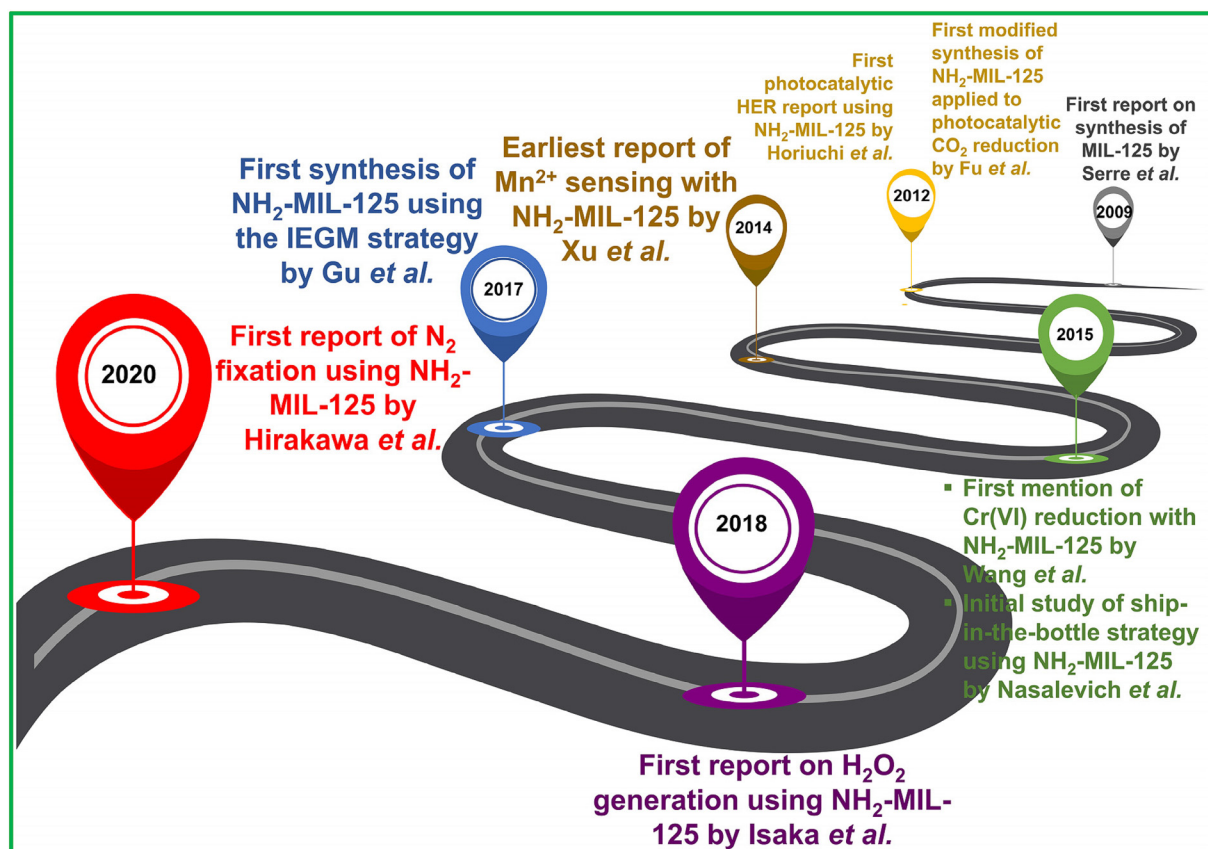 First modified
synthesis of
NH₂-MIL-125
applied to
photocatalytic
CO₂ reduction
by Fu et al.
First
photocatalytic
HER report using
NH₂-MIL-125 by
Horiuchi et al.
2012
First report on
synthesis of
MIL-125 by
Serre et al.
2009
Earliest report of
Mn²⁺ sensing with
NH₂-MIL-125 by
Xu et al.
2014
First synthesis of
NH₂-MIL-125 using
the IEGM strategy
by Gu et al.
2017
2015
▪ First mention of
Cr(VI) reduction with
NH₂-MIL-125 by
Wang et al.
▪ Initial study of ship-
in-the-bottle strategy
using NH₂-MIL-125
by Nasalevich et al.
2020
First report of N₂
fixation using NH₂-
MIL-125 by
Hirakawa et al.
2018
First report on H₂O₂
generation using NH₂-MIL-
125 by Isaka et al.